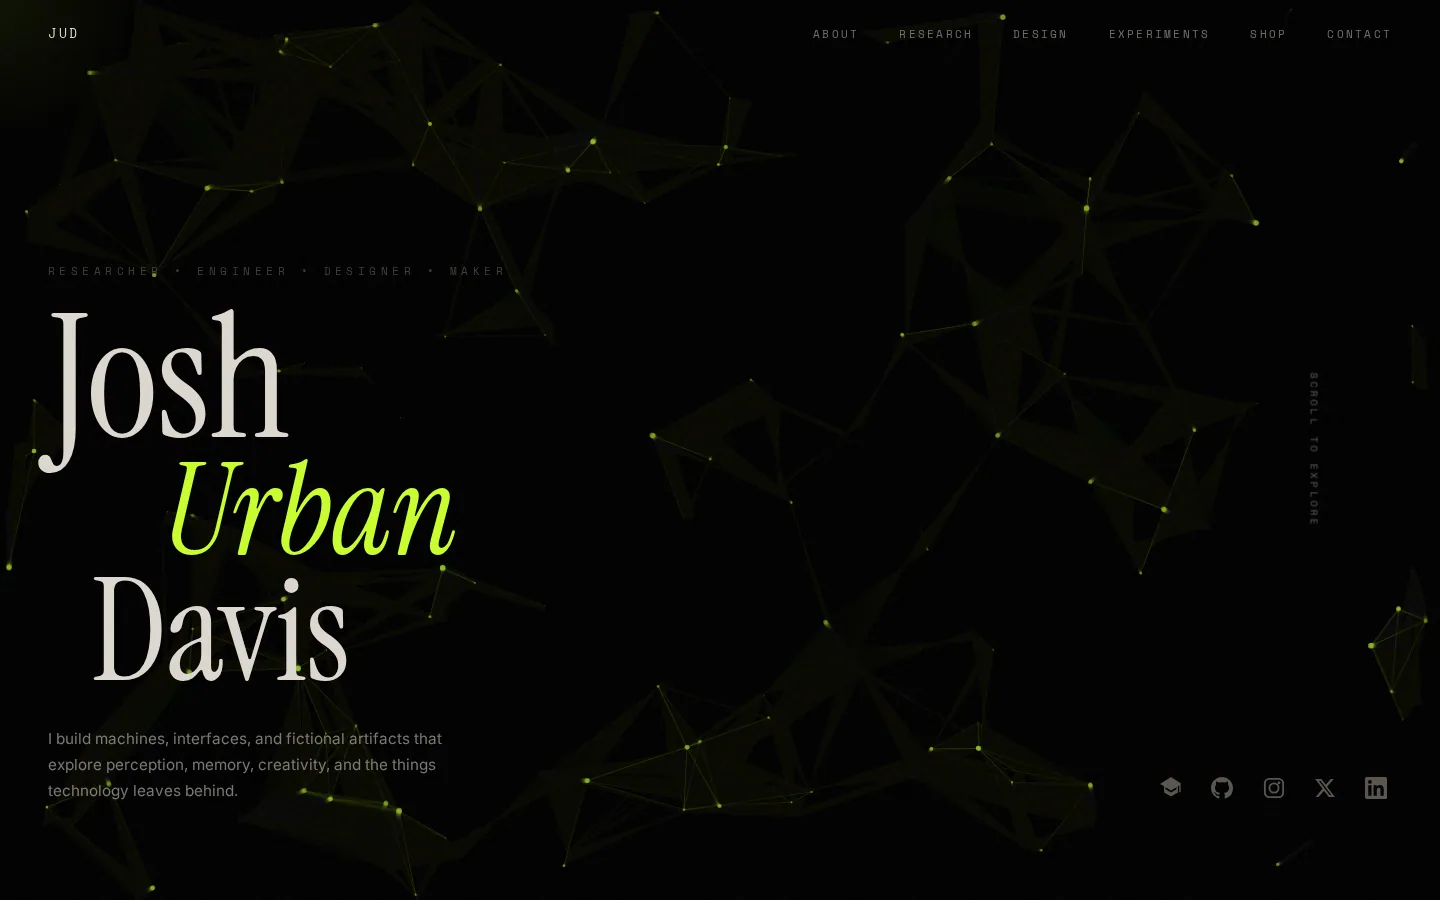 JUD
ABOUT RESEARCH DESIGN EXPERIMENTS SHOP CONTACT
RESEARCHER • ENGINEER • DESIGNER • MAKER
Josh
Urban
Davis
I build machines, interfaces, and fictional artifacts that
explore perception, memory, creativity, and the things
technology leaves behind.
SCROLL TO EXPLORE